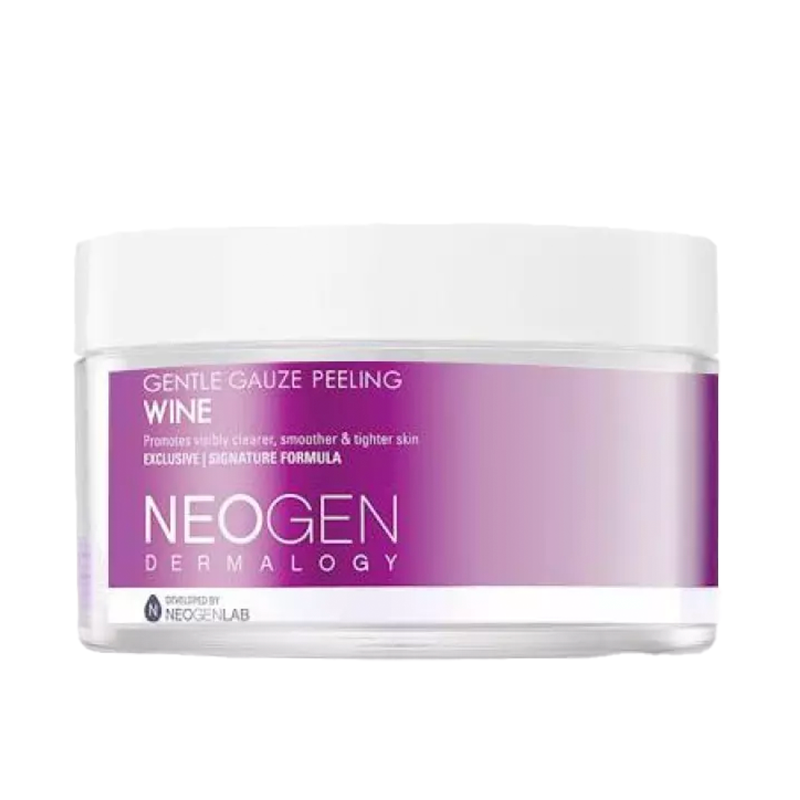 GENTLE GAUZE PEELING
WINE
Promotes visibly clearer, smoother & tighter skin
EXCLUSIVE | SIGNATURE FORMULA
NEOGEN
DERMALOGY
N
DEVELOPED BY
NEOGENLAB